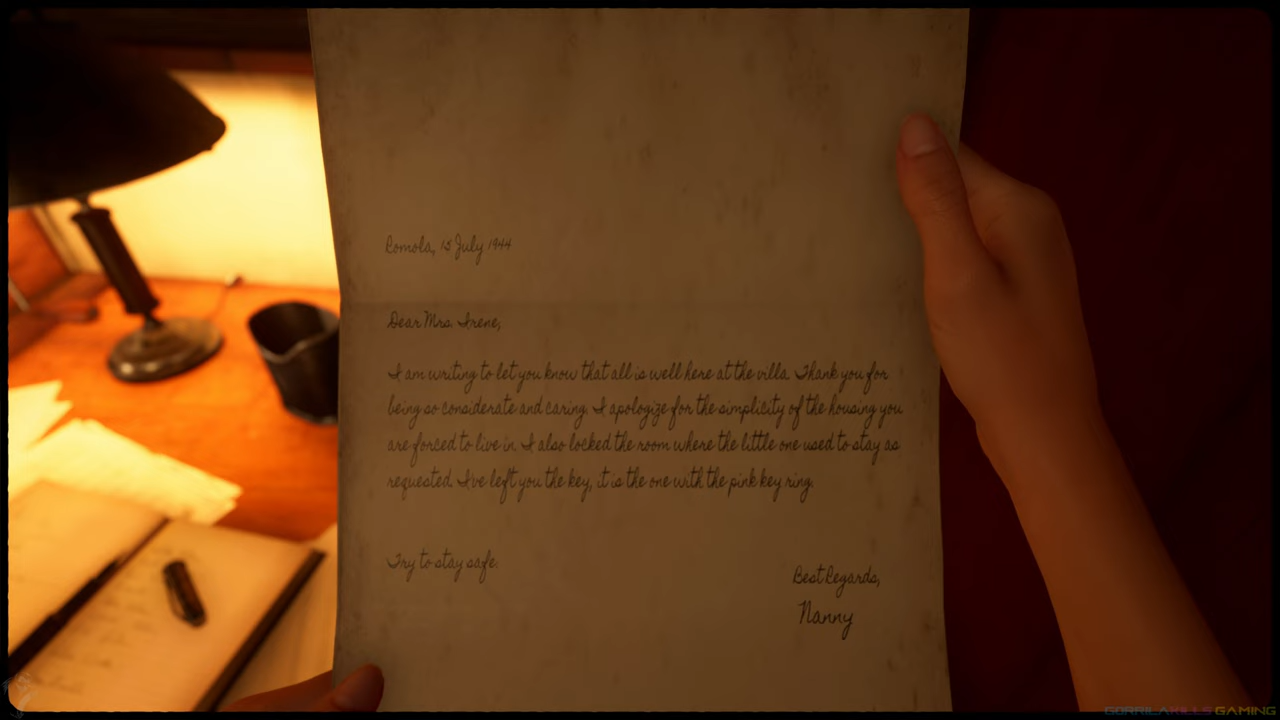 Romola, 15 July 1944
Dear Mrs. Irene,
I am writing to let you know that all is well here at the villa. Thank you for
being so considerate and caring. I apologize for the simplicity of the housing you
are forced to live in. I also locked the room where the little one used to stay as
requested. I've left you the key, it is the one with the pink key ring.
Try to stay safe.
Best Regards,
Nanny
GORRILAKILLSGAMING